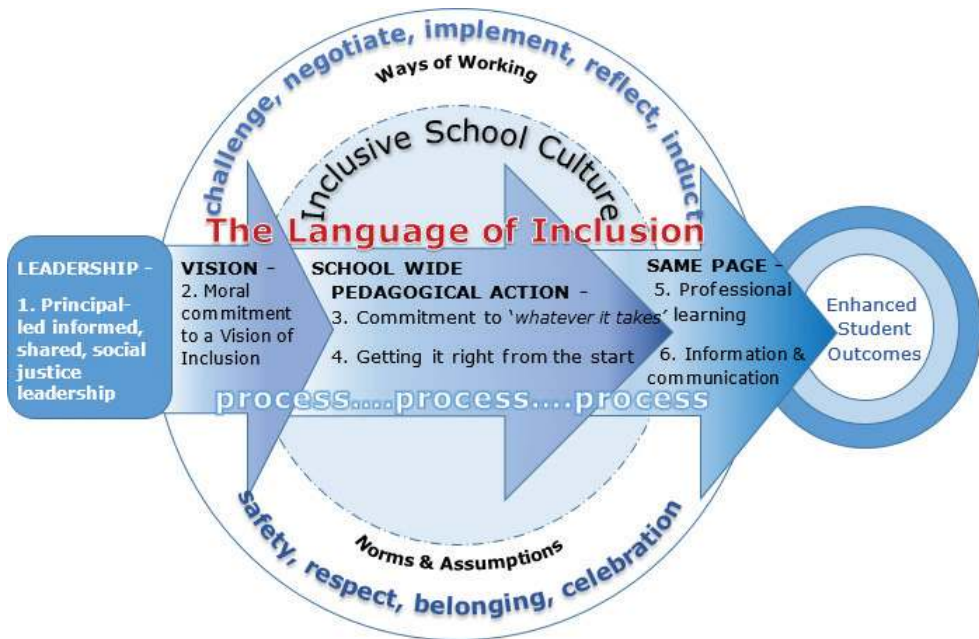 challenge, negotiate, implement, reflect, induct
Ways of Working
Inclusive School Culture
The Language of Inclusion
LEADERSHIP -
1. Principal-
led informed,
shared, social
justice
leadership
VISION -
2. Moral
commitment
to a Vision of
Inclusion
SCHOOL WIDE
PEDAGOGICAL ACTION -
3. Commitment to ‘whatever it takes’
4. Getting it right from the start
SAME PAGE -
5. Professional
learning
6. Information &
communication
Enhanced
Student
Outcomes
process....process....process
Norms & Assumptions
safety, respect, belonging, celebration